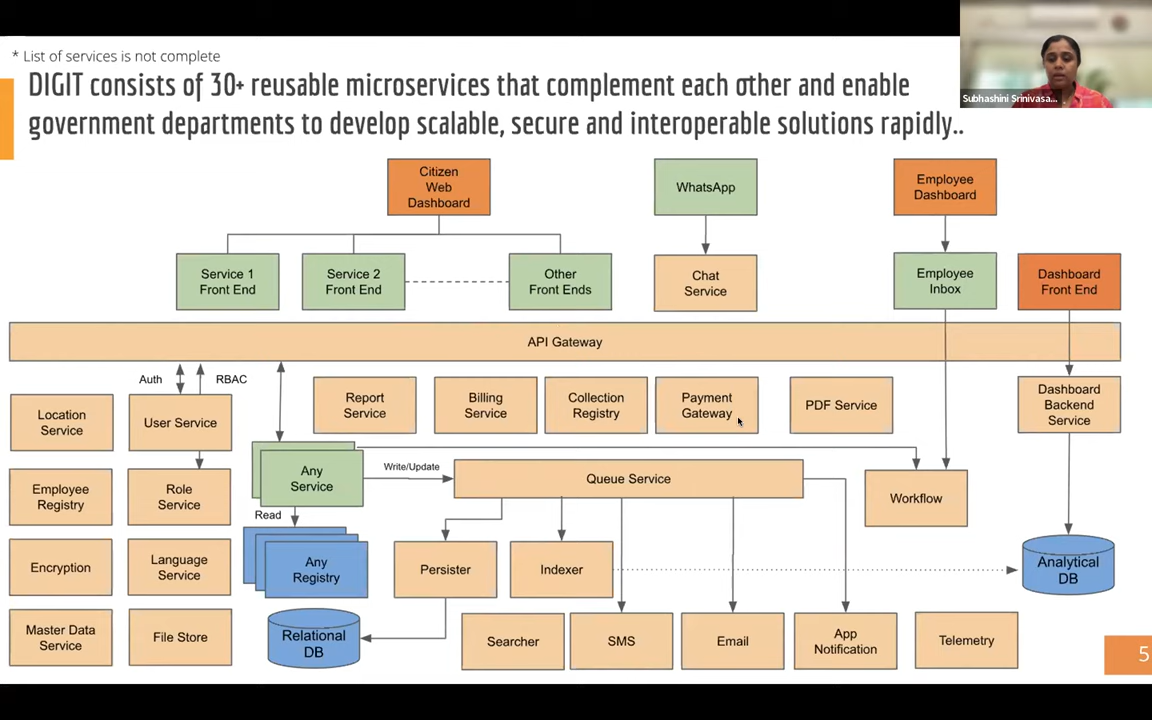 * List of services is not complete
DIGIT consists of 30+ reusable microservices that complement each other and enable
government departments to develop scalable, secure and interoperable solutions rapidly..
Subhashini Srinivasa...
Citizen
Web
Dashboard
WhatsApp
Employee
Dashboard
Service 1
Front End
Service 2
Front End
Other
Front Ends
Chat
Service
Employee
Inbox
Dashboard
Front End
API Gateway
Auth
RBAC
Location
Service
User Service
Report
Service
Billing
Service
Collection
Registry
Payment
Gateway
PDF Service
Dashboard
Backend
Service
Employee
Registry
Role
Service
Any
Service
Write/Update
Queue Service
Workflow
Read
Encryption
Language
Service
Any
Registry
Persister
Indexer
Analytical
DB
Master Data
Service
File Store
Relational
DB
Searcher
SMS
Email
App
Notification
Telemetry
5